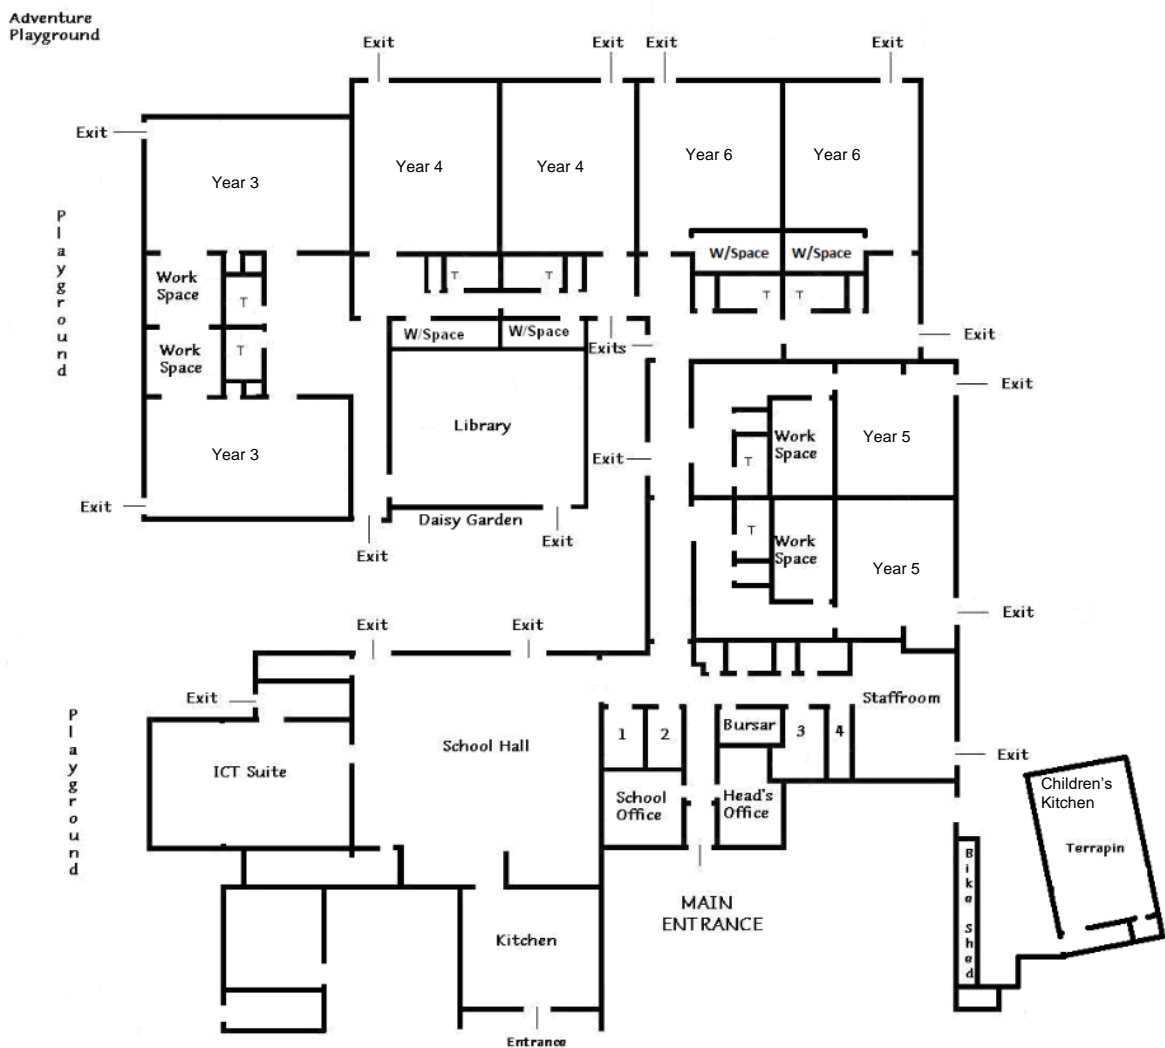 Adventure
Playground
Exit
Exit
Exit
Exit
Exit
Year 3
Year 4
Year 4
Year 6
Year 6
Playground
Work
Space
T
Work
Space
T
T
T
W/Space
W/Space
T
T
W/Space
W/Space
Exits
Exit
Exit
Library
Year 3
Exit
Work
Space
T
Year 5
Exit
Daisy Garden
Exit
Exit
T
Work
Space
Year 5
Exit
Exit
Exit
Exit
Playground
ICT Suite
School Hall
1
2
Bursar
3
4
Staffroom
Exit
School
Office
Head's
Office
Children's
Kitchen
Terrapin
Bike Shed
MAIN
ENTRANCE
Kitchen
Entrance